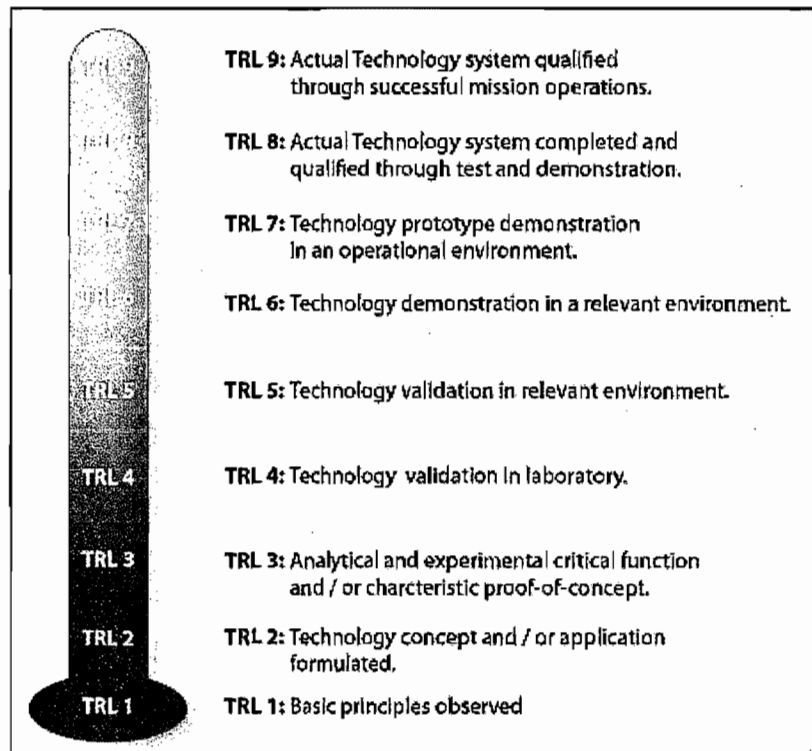 TRL 9: Actual Technology system qualified
through successful mission operations.
TRL 8: Actual Technology system completed and
qualified through test and demonstration.
TRL 7: Technology prototype demonstration
in an operational environment.
TRL 6
TRL 6: Technology demonstration in a relevant environment.
TRL 5
TRL 5: Technology validation in relevant environment.
TRL 4
TRL 4: Technology validation in laboratory.
TRL 3
TRL 3: Analytical and experimental critical function
and / or charcteristic proof-of-concept.
TRL 2
TRL 2: Technology concept and / or application
formulated.
TRL 1
TRL 1: Basic principles observed